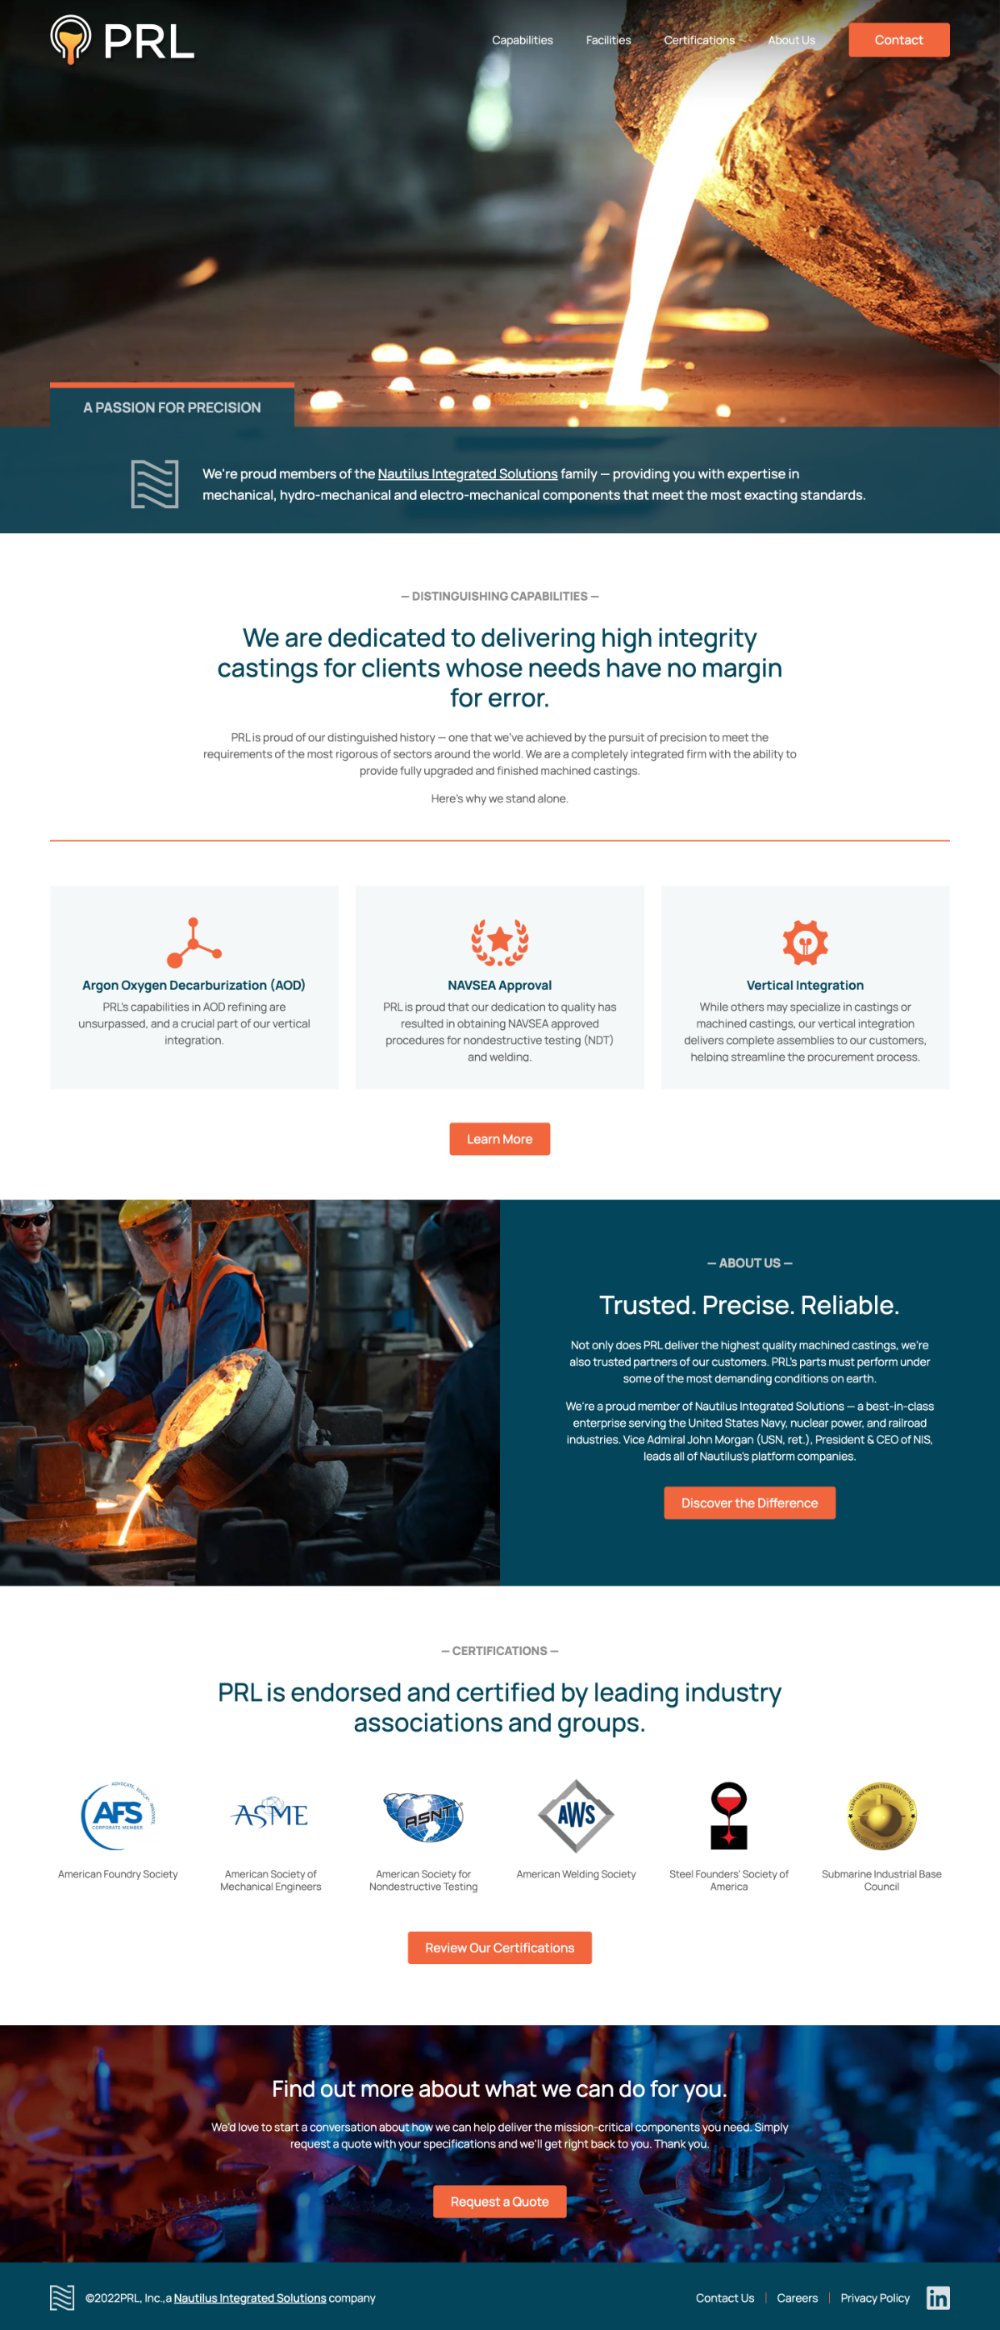 PRL
Capabilities
Facilities
Certifications
About Us
Contact
A PASSION FOR PRECISION
We're proud members of the Nautilus Integrated Solutions family — providing you with expertise in
mechanical, hydro-mechanical and electro-mechanical components that meet the most exacting standards.
— DISTINGUISHING CAPABILITIES —
We are dedicated to delivering high integrity
castings for clients whose needs have no margin
for error.
PRL is proud of our distinguished history — one that we've achieved by the pursuit of precision to meet the
requirements of the most rigorous of sectors around the world. We are a completely integrated firm with the ability to
provide fully upgraded and finished machined castings.
Here's why we stand alone.
Argon Oxygen Decarburization (AOD)
PRL's capabilities in AOD refining are
unsurpassed, and a crucial part of our vertical
integration.
NAVSEA Approval
PRL is proud that our dedication to quality has
resulted in obtaining NAVSEA approved
procedures for nondestructive testing (NDT)
and welding.
Vertical Integration
While others may specialize in castings or
machined castings, our vertical integration
delivers complete assemblies to our customers,
helping streamline the procurement process.
Learn More
— ABOUT US —
Trusted. Precise. Reliable.
Not only does PRL deliver the highest quality machined castings, we're
also trusted partners of our customers. PRL's parts must perform under
some of the most demanding conditions on earth.
We're a proud member of Nautilus Integrated Solutions — a best-in-class
enterprise serving the United States Navy, nuclear power, and railroad
industries. Vice Admiral John Morgan (USN, ret.), President & CEO of NIS,
leads all of Nautilus's platform companies.
Discover the Difference
— CERTIFICATIONS —
PRL is endorsed and certified by leading industry
associations and groups.
AFS
CORPORATE MEMBER
ASME
ASNT
AWS
American Foundry Society
American Society of
Mechanical Engineers
American Society for
Nondestructive Testing
American Welding Society
Steel Founders' Society of
America
Submarine Industrial Base
Council
Review Our Certifications
Find out more about what we can do for you.
We'd love to start a conversation about how we can help deliver the mission-critical components you need. Simply
request a quote with your specifications and we'll get right back to you. Thank you.
Request a Quote
©2022PRL, Inc.,a Nautilus Integrated Solutions company
Contact Us
Careers
Privacy Policy
in